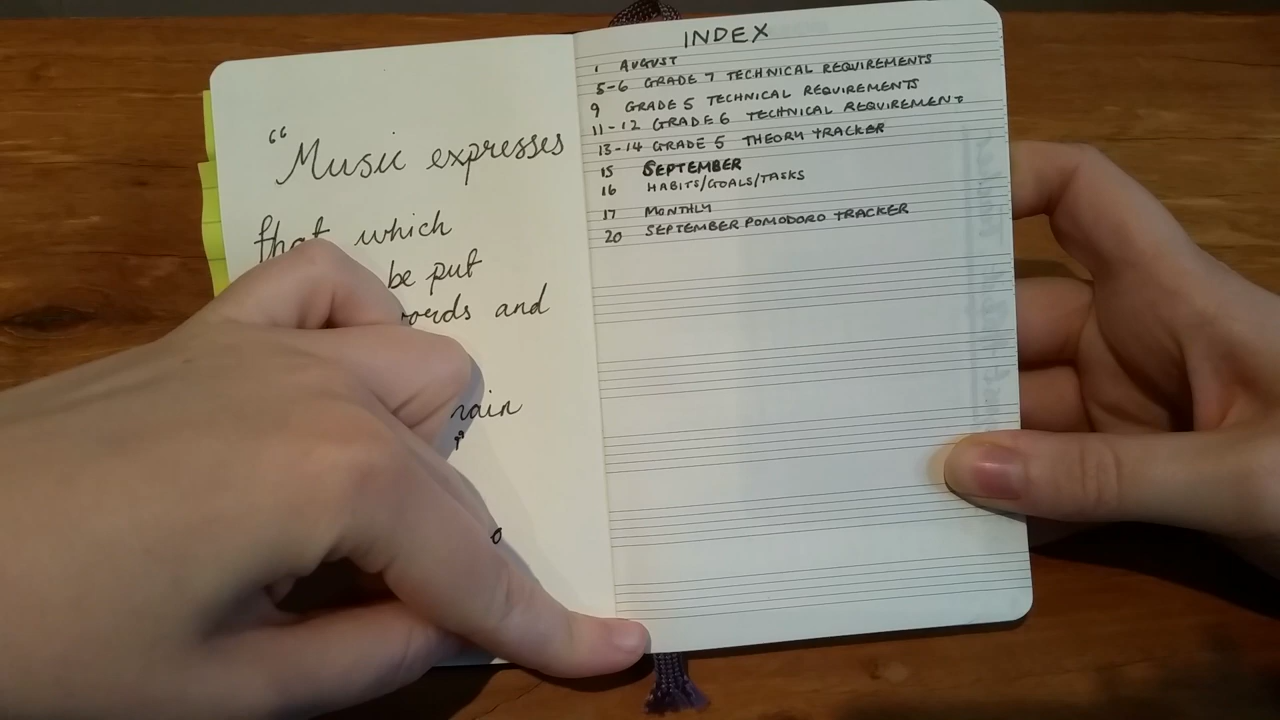 “Music expresses
that which
be put
words and
”
INDEX
1 AUGUST
5-6 GRADE 7 TECHNICAL REQUIREMENTS
9 GRADE 5 TECHNICAL REQUIREMENTS
11-12 GRADE 6 TECHNICAL REQUIREMENT
13-14 GRADE 5 THEORY TRACKER
15 SEPTEMBER
16 HABITS/GOALS/TASKS
17 MONTHLY
20 SEPTEMBER POMODORO TRACKER